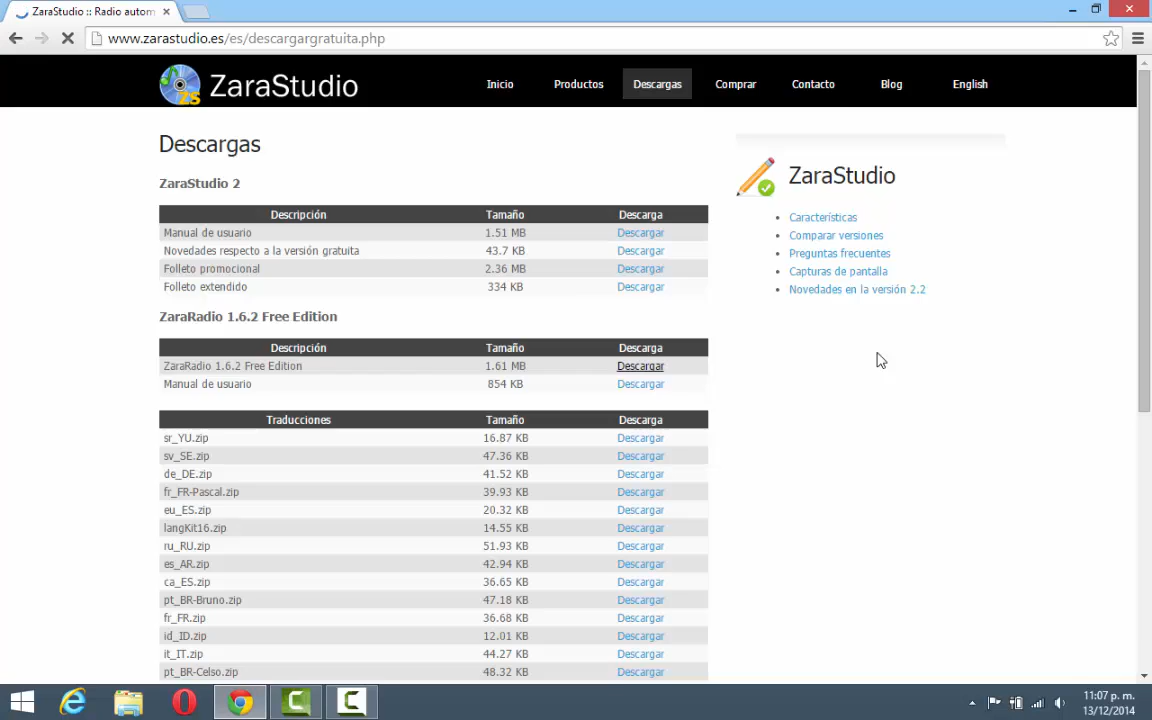 ZaraStudio :: Radio autom
www.zarastudio.es/es/descargargratuita.php
ZS
ZaraStudio
Inicio Productos Descargas Comprar Contacto Blog English
Descargas
ZaraStudio 2
Descripción Tamaño Descarga
Manual de usuario 1.51 MB Descargar
Novedades respecto a la versión gratuita 43.7 KB Descargar
Folleto promocional 2.36 MB Descargar
Folleto extendido 334 KB Descargar
ZaraRadio 1.6.2 Free Edition
Descripción Tamaño Descarga
ZaraRadio 1.6.2 Free Edition 1.61 MB Descargar
Manual de usuario 854 KB Descargar
Traducciones Tamaño Descarga
sr_YU.zip 16.87 KB Descargar
sv_SE.zip 47.36 KB Descargar
de_DE.zip 41.52 KB Descargar
fr_FR-Pascal.zip 39.93 KB Descargar
eu_ES.zip 20.32 KB Descargar
langKit16.zip 14.55 KB Descargar
ru_RU.zip 51.93 KB Descargar
es_AR.zip 42.94 KB Descargar
ca_ES.zip 36.65 KB Descargar
pt_BR-Bruno.zip 47.18 KB Descargar
fr_FR.zip 36.68 KB Descargar
id_ID.zip 12.01 KB Descargar
it_IT.zip 44.27 KB Descargar
pt_BR-Celso.zip 48.32 KB Descargar
ZaraStudio
Características
Comparar versiones
Preguntas frecuentes
Capturas de pantalla
Novedades en la versión 2.2
11:07 p. m.
13/12/2014